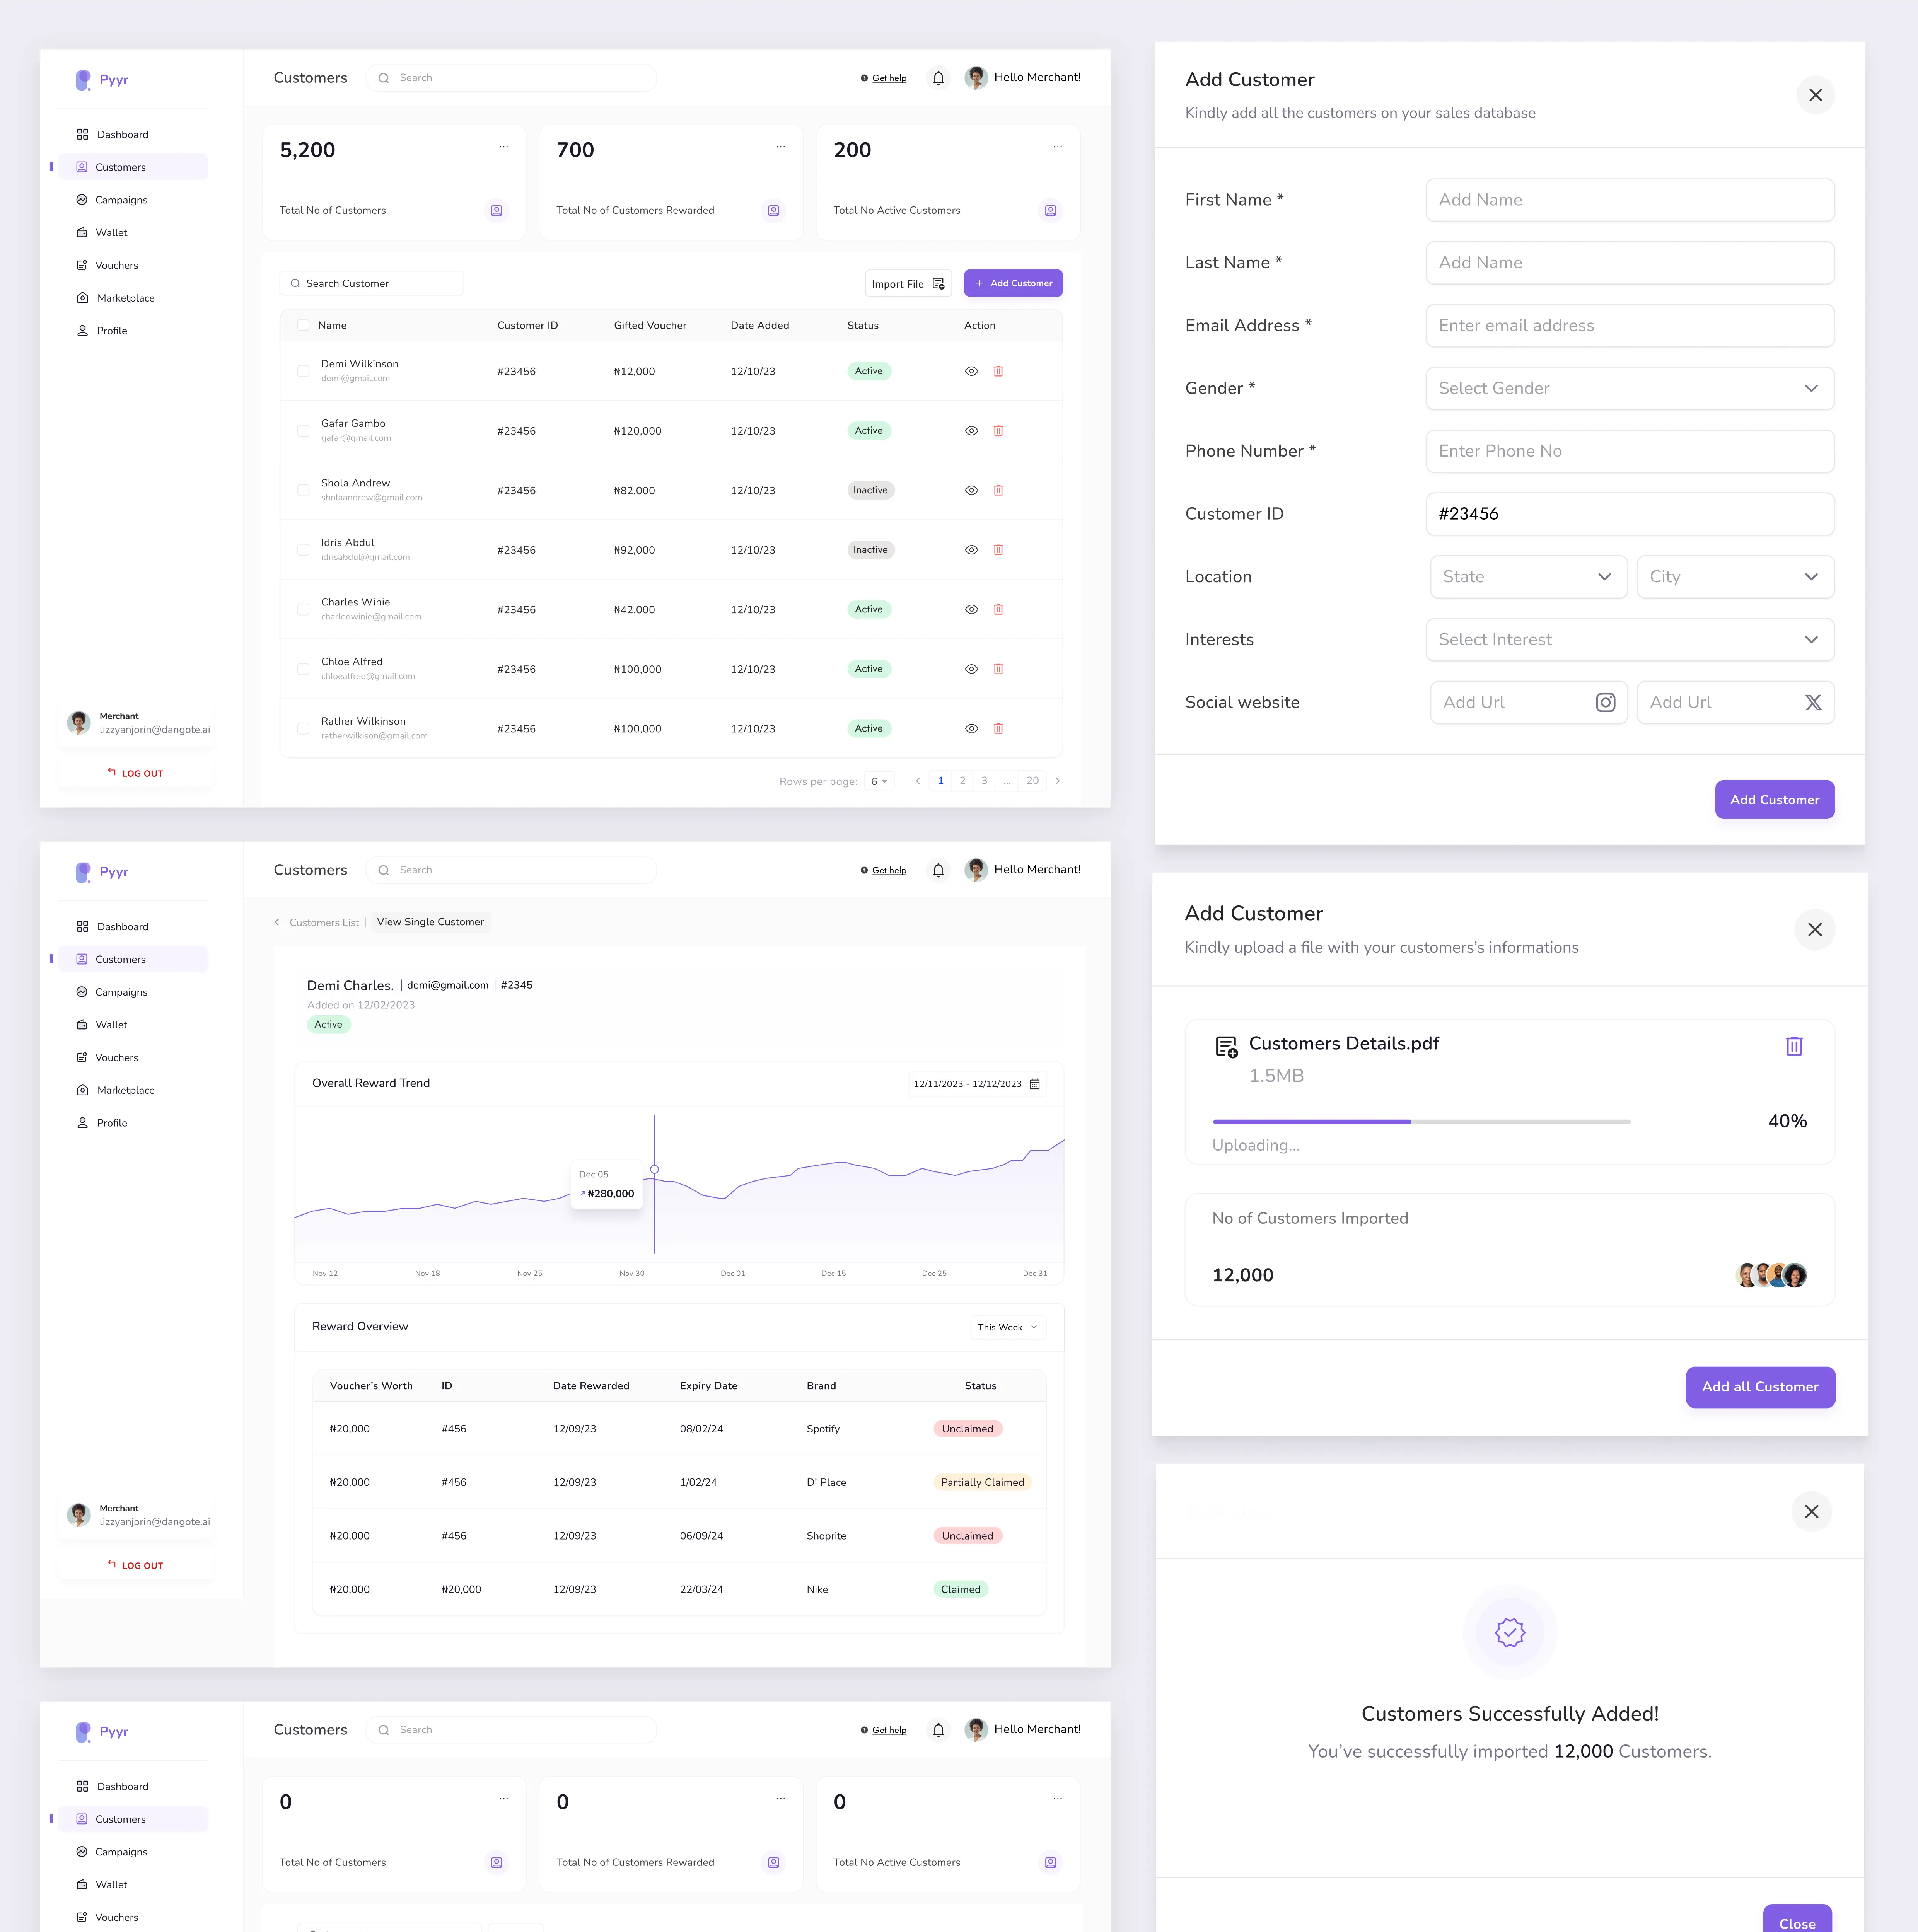 Pyyr
Customers
Search
Get help
Hello Merchant!
Dashboard
Customers
Campaigns
Wallet
Vouchers
Marketplace
Profile
Merchant
lizzyanjorin@dangote.ai
LOG OUT
5,200
...
Total No of Customers
700
...
Total No of Customers Rewarded
200
...
Total No Active Customers
Search Customer
Import File
+ Add Customer
Name Customer ID Gifted Voucher Date Added Status Action
Demi Wilkinson
demi@gmail.com
#23456 ₦12,000 12/10/23 Active
Gafar Gambo
gafar@gmail.com
#23456 ₦120,000 12/10/23 Active
Shola Andrew
sholaandrew@gmail.com
#23456 ₦82,000 12/10/23 Inactive
Idris Abdul
idrisabdul@gmail.com
#23456 ₦92,000 12/10/23 Inactive
Charles Winie
charledwinie@gmail.com
#23456 ₦42,000 12/10/23 Active
Chloe Alfred
chloealfred@gmail.com
#23456 ₦100,000 12/10/23 Active
Rather Wilkinson
ratherwilkison@gmail.com
#23456 ₦100,000 12/10/23 Active
Rows per page: 6 1 2 3 ... 20
Add Customer
Kindly add all the customers on your sales database
First Name * Add Name
Last Name * Add Name
Email Address * Enter email address
Gender * Select Gender
Phone Number * Enter Phone No
Customer ID #23456
Location State City
Interests Select Interest
Social website Add Url Add Url
Add Customer
Pyyr
Customers
Search
Get help
Hello Merchant!
Dashboard
Customers
Campaigns
Wallet
Vouchers
Marketplace
Profile
Merchant
lizzyanjorin@dangote.ai
LOG OUT
Customers List | View Single Customer
Demi Charles. | demi@gmail.com | #2345
Added on 12/02/2023
Active
Overall Reward Trend
12/11/2023 - 12/12/2023
Dec 05
₦280,000
Nov 12 Nov 18 Nov 25 Nov 30 Dec 01 Dec 15 Dec 25 Dec 31
Reward Overview
This Week
Voucher's Worth ID Date Rewarded Expiry Date Brand Status
₦20,000 #456 12/09/23 08/02/24 Spotify Unclaimed
₦20,000 #456 12/09/23 1/02/24 D' Place Partially Claimed
₦20,000 #456 12/09/23 06/09/24 Shoprite Unclaimed
₦20,000 ₦20,000 12/09/23 22/03/24 Nike Claimed
Add Customer
Kindly upload a file with your customers's informations
Customers Details.pdf
1.5MB
40%
Uploading...
No of Customers Imported
12,000
Add all Customer
Customers Successfully Added!
You've successfully imported 12,000 Customers.
Close
Pyyr
Customers
Search
Get help
Hello Merchant!
Dashboard
Customers
Campaigns
Wallet
Vouchers
0
...
Total No of Customers
0
...
Total No of Customers Rewarded
0
...
Total No Active Customers